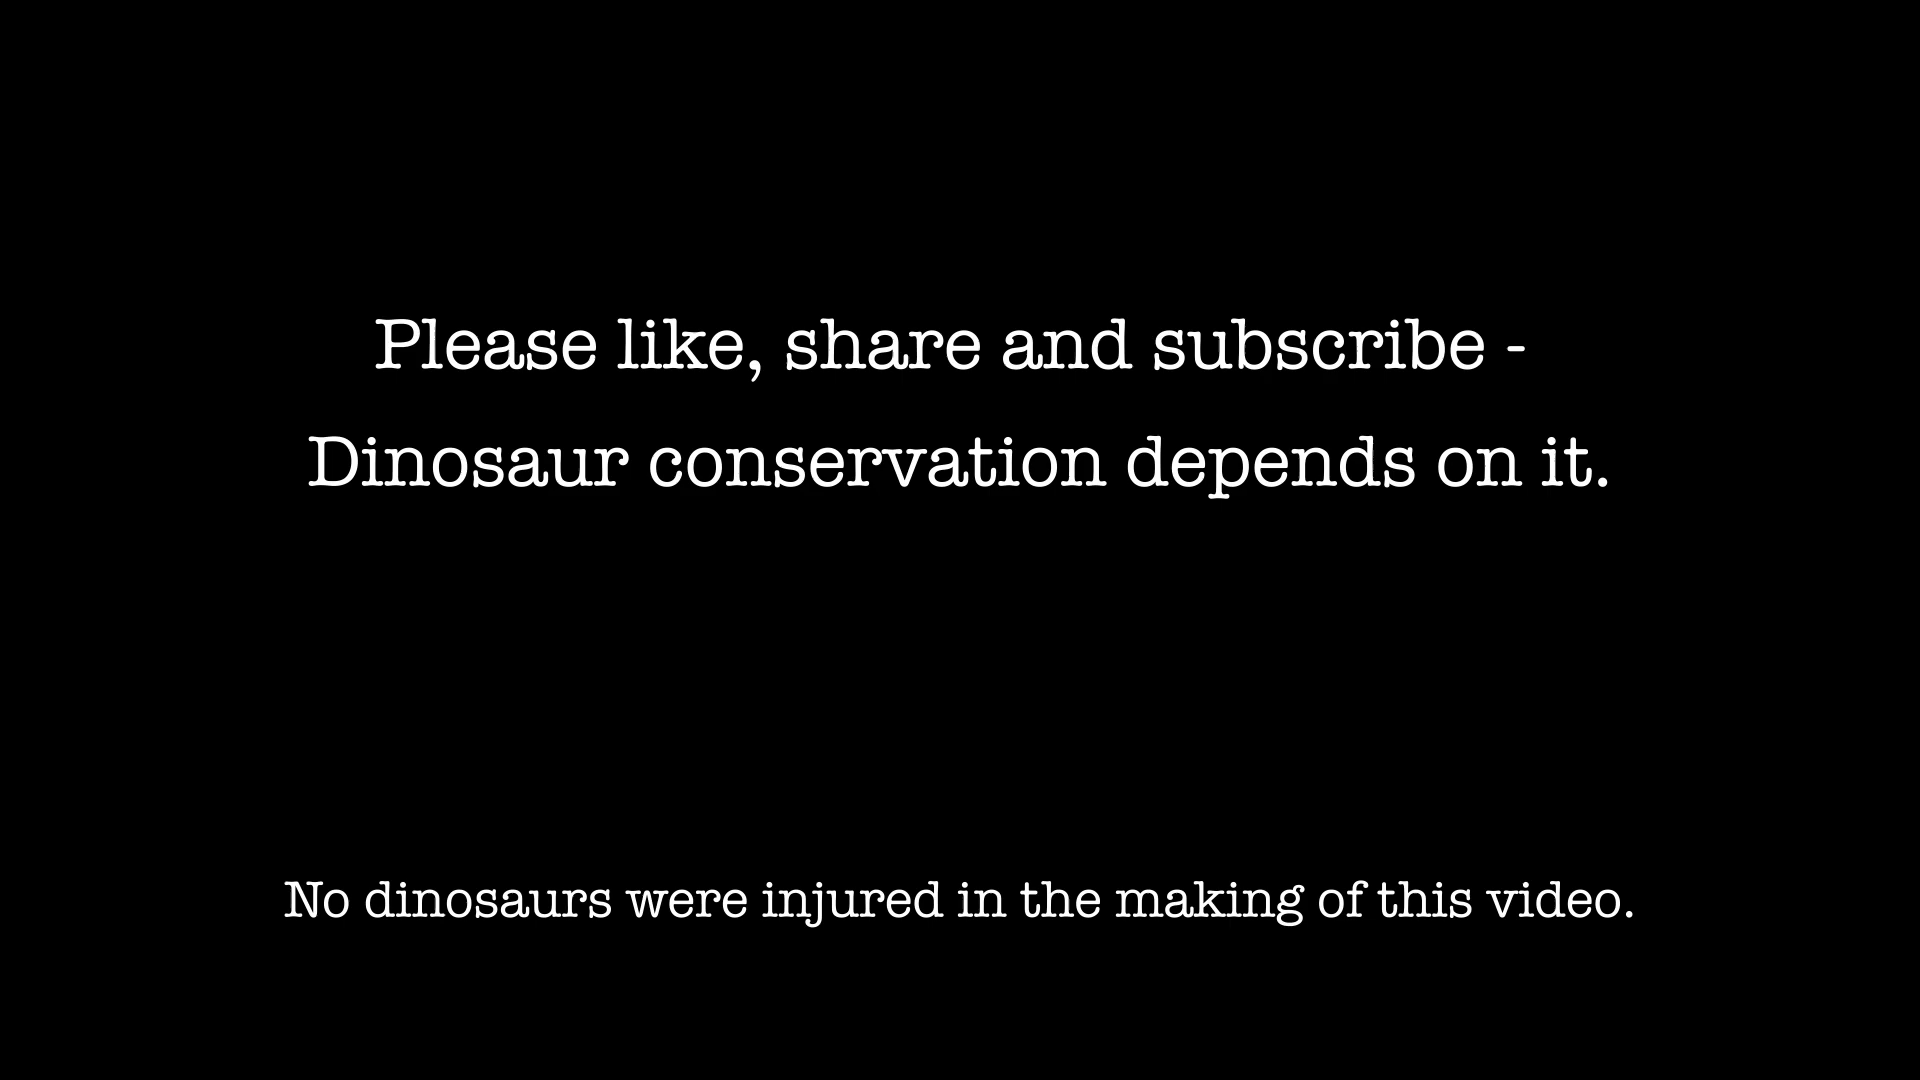 Please like, share and subscribe -
Dinosaur conservation depends on it.
No dinosaurs were injured in the making of this video.